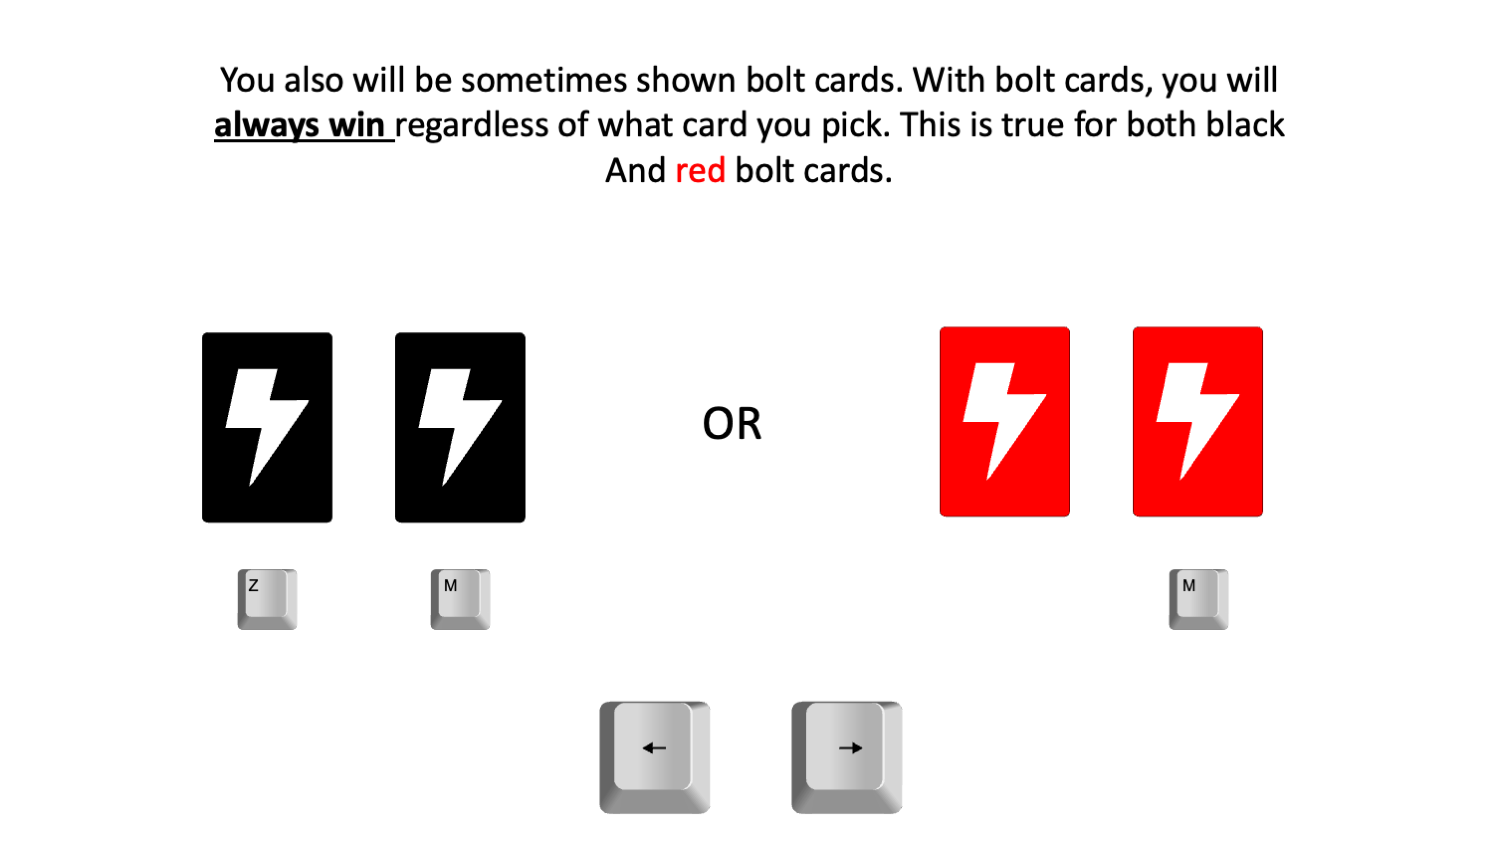 You also will be sometimes shown bolt cards. With bolt cards, you will
always win regardless of what card you pick. This is true for both black
And red bolt cards.
OR
Z
M
M
←
→